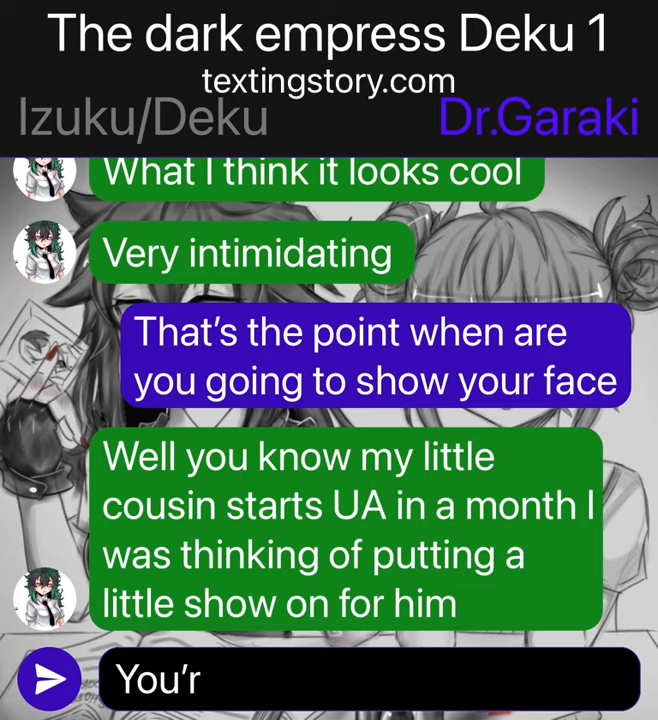 The dark empress Deku 1
textingstory.com
Izuku/Deku
Dr.Garaki
What I think it looks cool
Very intimidating
That’s the point when are
you going to show your face
Well you know my little
cousin starts UA in a month I
was thinking of putting a
little show on for him
You’r